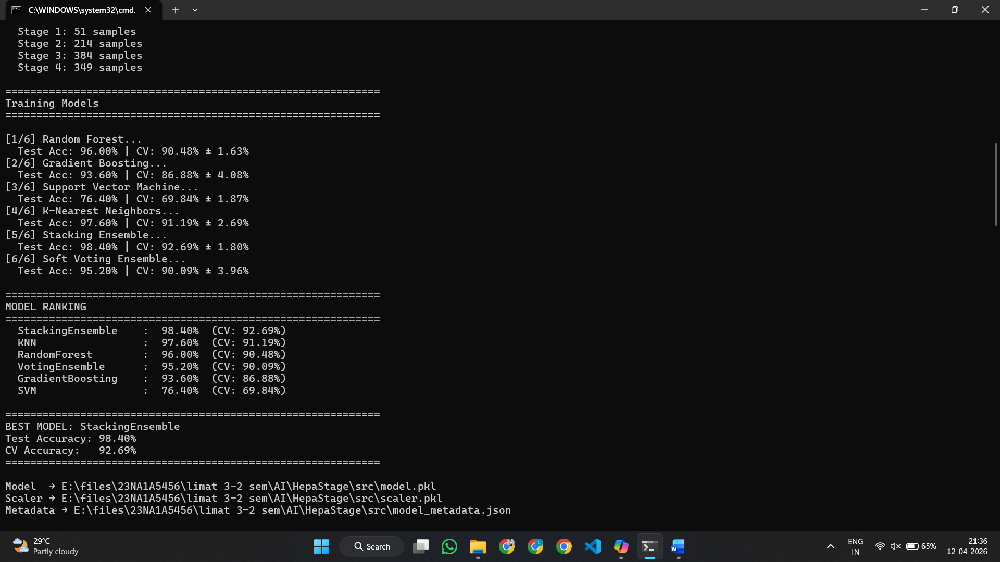 C:\WINDOWS\system32\cmd.
Stage 1: 51 samples
Stage 2: 214 samples
Stage 3: 384 samples
Stage 4: 349 samples
============================================================
Training Models
============================================================
[1/6] Random Forest...
Test Acc: 96.00% | CV: 90.48% ± 1.63%
[2/6] Gradient Boosting...
Test Acc: 93.60% | CV: 86.88% ± 4.08%
[3/6] Support Vector Machine...
Test Acc: 76.40% | CV: 69.84% ± 1.87%
[4/6] K-Nearest Neighbors...
Test Acc: 97.60% | CV: 91.19% ± 2.69%
[5/6] Stacking Ensemble...
Test Acc: 98.40% | CV: 92.69% ± 1.80%
[6/6] Soft Voting Ensemble...
Test Acc: 95.20% | CV: 90.09% ± 3.96%
============================================================
MODEL RANKING
============================================================
StackingEnsemble    :  98.40%  (CV: 92.69%)
KNN                 :  97.60%  (CV: 91.19%)
RandomForest        :  96.00%  (CV: 90.48%)
VotingEnsemble      :  95.20%  (CV: 90.09%)
GradientBoosting    :  93.60%  (CV: 86.88%)
SVM                 :  76.40%  (CV: 69.84%)
============================================================
BEST MODEL: StackingEnsemble
Test Accuracy: 98.40%
CV Accuracy:   92.69%
============================================================
Model  → E:\files\23NA1A5456\limat 3-2 sem\AI\HepaStage\src\model.pkl
Scaler → E:\files\23NA1A5456\limat 3-2 sem\AI\HepaStage\src\scaler.pkl
Metadata → E:\files\23NA1A5456\limat 3-2 sem\AI\HepaStage\src\model_metadata.json
29°C
Partly cloudy
Search
ENG
IN
65%
21:36
12-04-2026